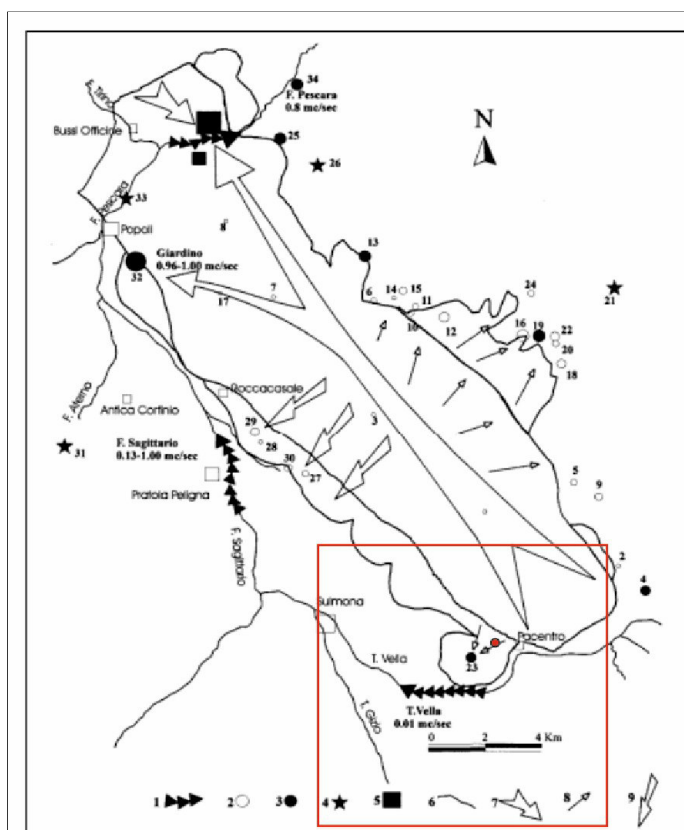 34
F. Pescara
0.8 mc/sec
F. Tirino
Bussi Officine
25
N
26
33
F. Pescara
Popoli
8
Giardino
0.96-1.00 mc/sec
32
13
17
7
6
14
15
11
10
12
24
21
16
19
22
20
18
Roccacasale
F. Aterno
Antica Corfinio
29
28
3
31
F. Sagittario
0.13-1.00 mc/sec
30
27
5
9
Pratola Peligna
F. Sagittario
2
4
Sulmona
Pacentro
T. Vella
23
T. Gizio
T.Vella
0.01 mc/sec
0 2 4 Km
1 2 3 4 5 6 7 8 9